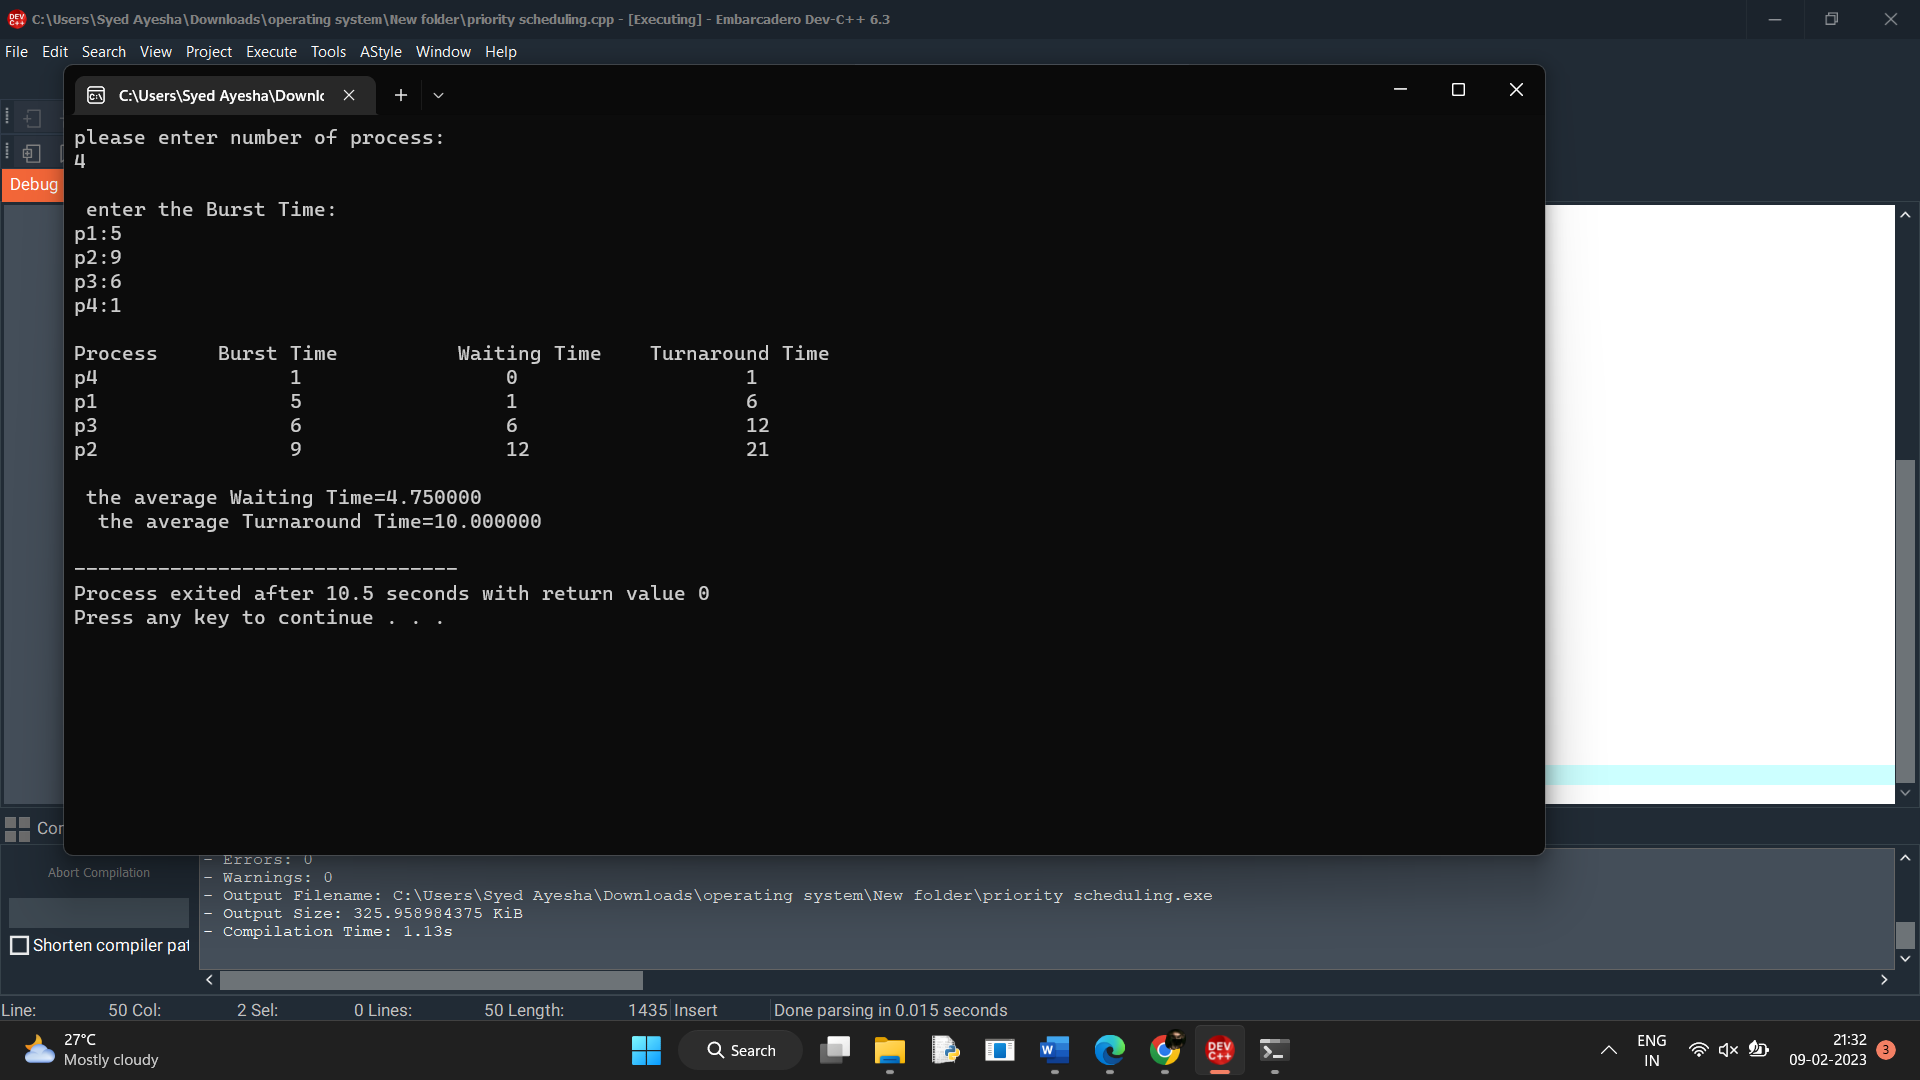 C:\Users\Syed Ayesha\Downloads\operating system\New folder\priority scheduling.cpp - [Executing] - Embarcadero Dev-C++ 6.3
File Edit Search View Project Execute Tools AStyle Window Help
C:\Users\Syed Ayesha\Downlo
Debug
please enter number of process:
4
enter the Burst Time:
p1:5
p2:9
p3:6
p4:1
Process Burst Time Waiting Time Turnaround Time
p4 1 0 1
p1 5 1 6
p3 6 6 12
p2 9 12 21
the average Waiting Time=4.750000
the average Turnaround Time=10.000000
--------------------------------
Process exited after 10.5 seconds with return value 0
Press any key to continue . . .
Cor
Abort Compilation
Shorten compiler pat
- Errors: 0
- Warnings: 0
- Output Filename: C:\Users\Syed Ayesha\Downloads\operating system\New folder\priority scheduling.exe
- Output Size: 325.958984375 KiB
- Compilation Time: 1.13s
Line: 50 Col: 2 Sel: 0 Lines: 50 Length: 1435 Insert Done parsing in 0.015 seconds
27°C
Mostly cloudy
Search
DEV
C++
ENG
IN
21:32
09-02-2023
3